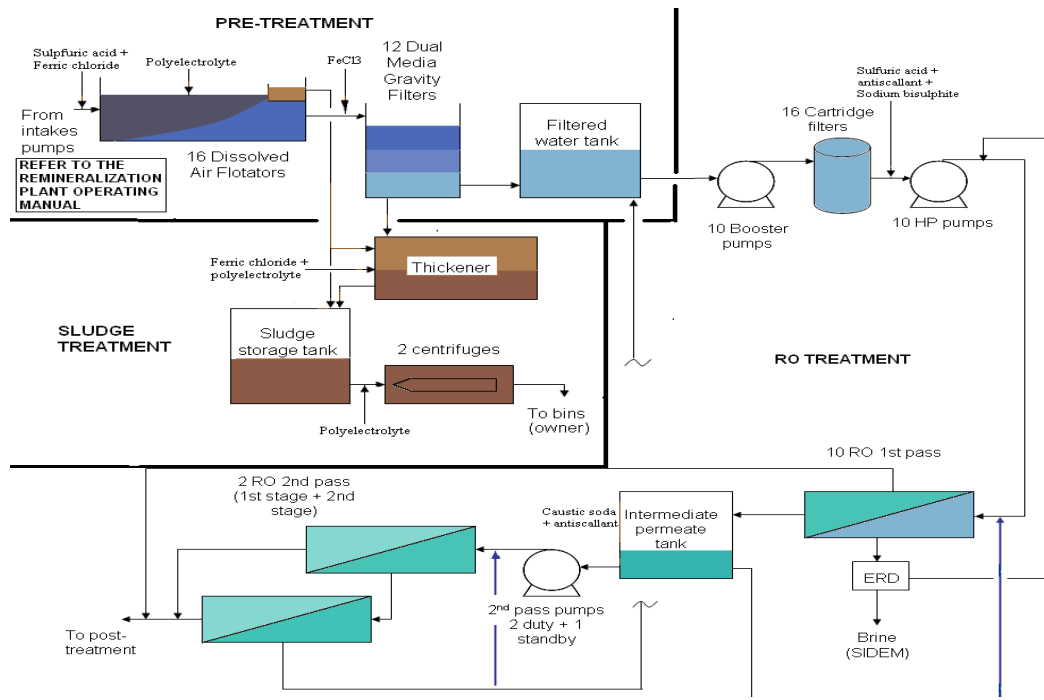 PRE-TREATMENT
Sulpfuric acid +
Ferric chloride
Polyelectrolyte
FeCl3
12 Dual
Media
Gravity
Filters
From
intakes
pumps
16 Dissolved
Air Flotators
REFER TO THE
REMINERALIZATION
PLANT OPERATING
MANUAL
Filtered
water tank
Sulfuric acid +
antiscallant +
Sodium bisulphite
16 Cartridge
filters
10 Booster
pumps
10 HP pumps
Ferric chloride +
polyelectrolyte
Thickener
SLUDGE
TREATMENT
Sludge
storage tank
2 centrifuges
Polyelectrolyte
To bins
(owner)
RO TREATMENT
10 RO 1st pass
2 RO 2nd pass
(1st stage + 2nd
stage)
Caustic soda
+ antiscallant
Intermediate
permeate
tank
ERD
Brine
(SIDEM)
2nd pass pumps
2 duty + 1
standby
To post-
treatment